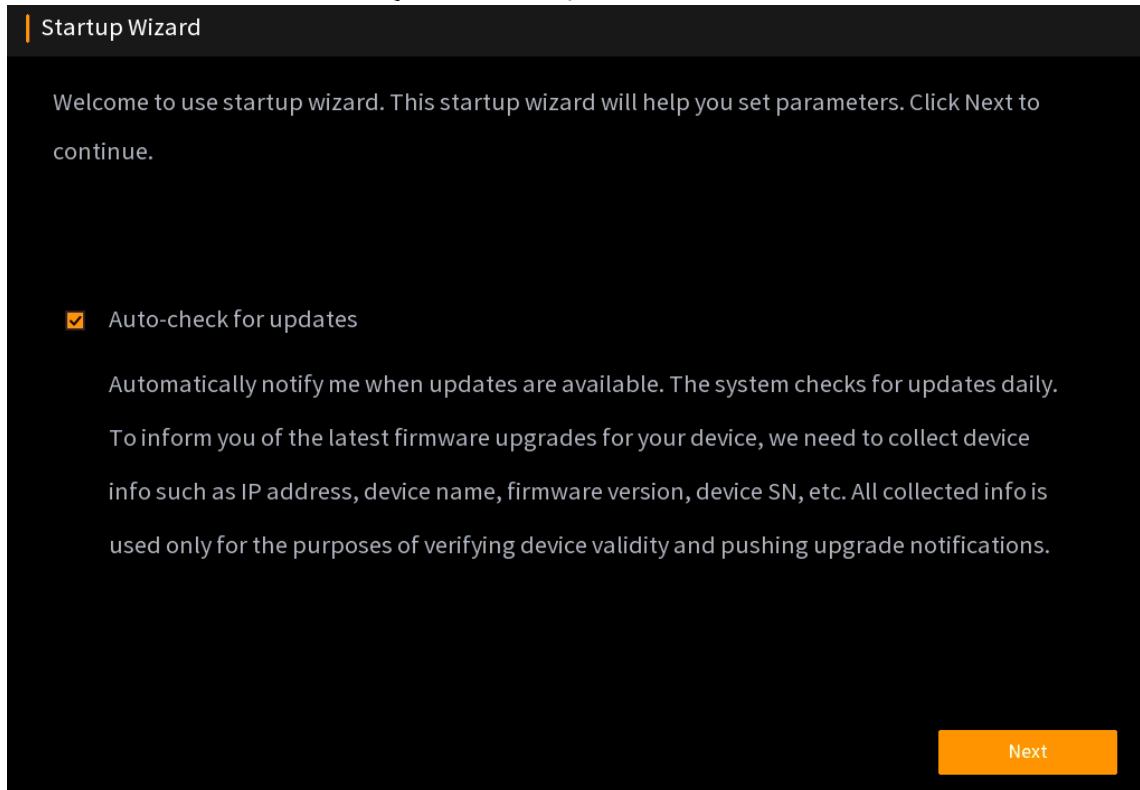 Startup Wizard
Welcome to use startup wizard. This startup wizard will help you set parameters. Click Next to
continue.
Auto-check for updates
Automatically notify me when updates are available. The system checks for updates daily.
To inform you of the latest firmware upgrades for your device, we need to collect device
info such as IP address, device name, firmware version, device SN, etc. All collected info is
used only for the purposes of verifying device validity and pushing upgrade notifications.
Next